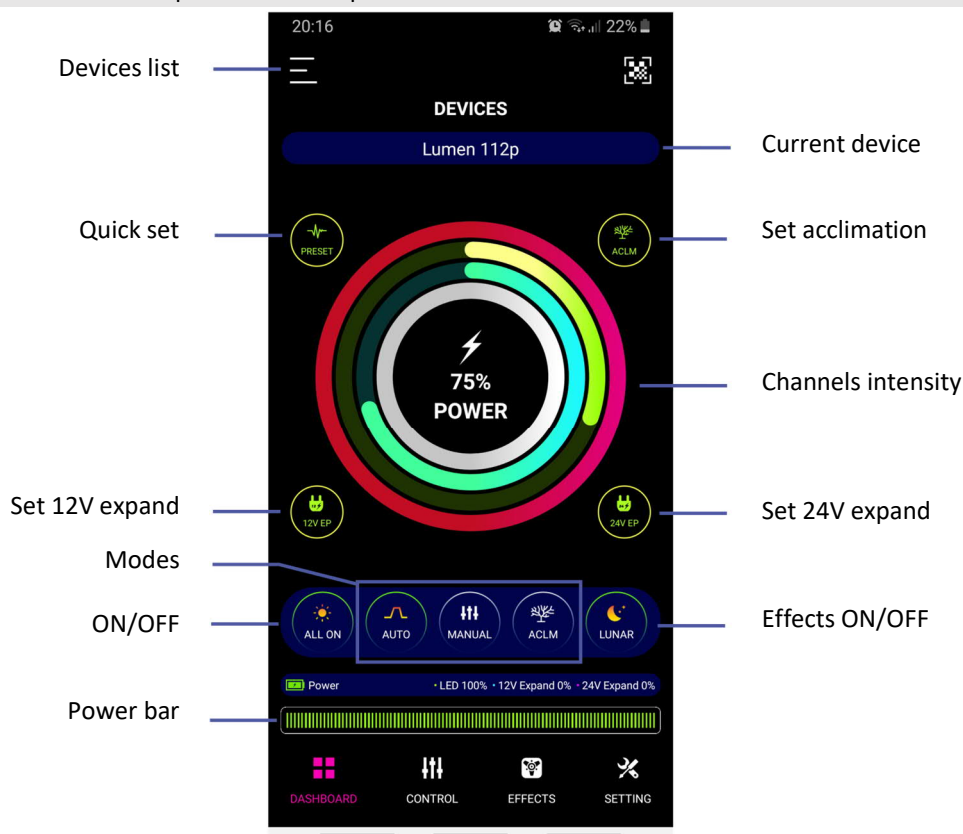 20:16 22%
Devices list
DEVICES
Lumen 112p
Current device
Quick set
PRESET
ACLM
Set acclimation
75%
POWER
Channels intensity
Set 12V expand
12V EP
24V EP
Set 24V expand
Modes
ON/OFF
ALL ON
AUTO
MANUAL
ACLM
LUNAR
Effects ON/OFF
Power • LED 100% • 12V Expand 0% • 24V Expand 0%
Power bar
DASHBOARD CONTROL EFFECTS SETTING